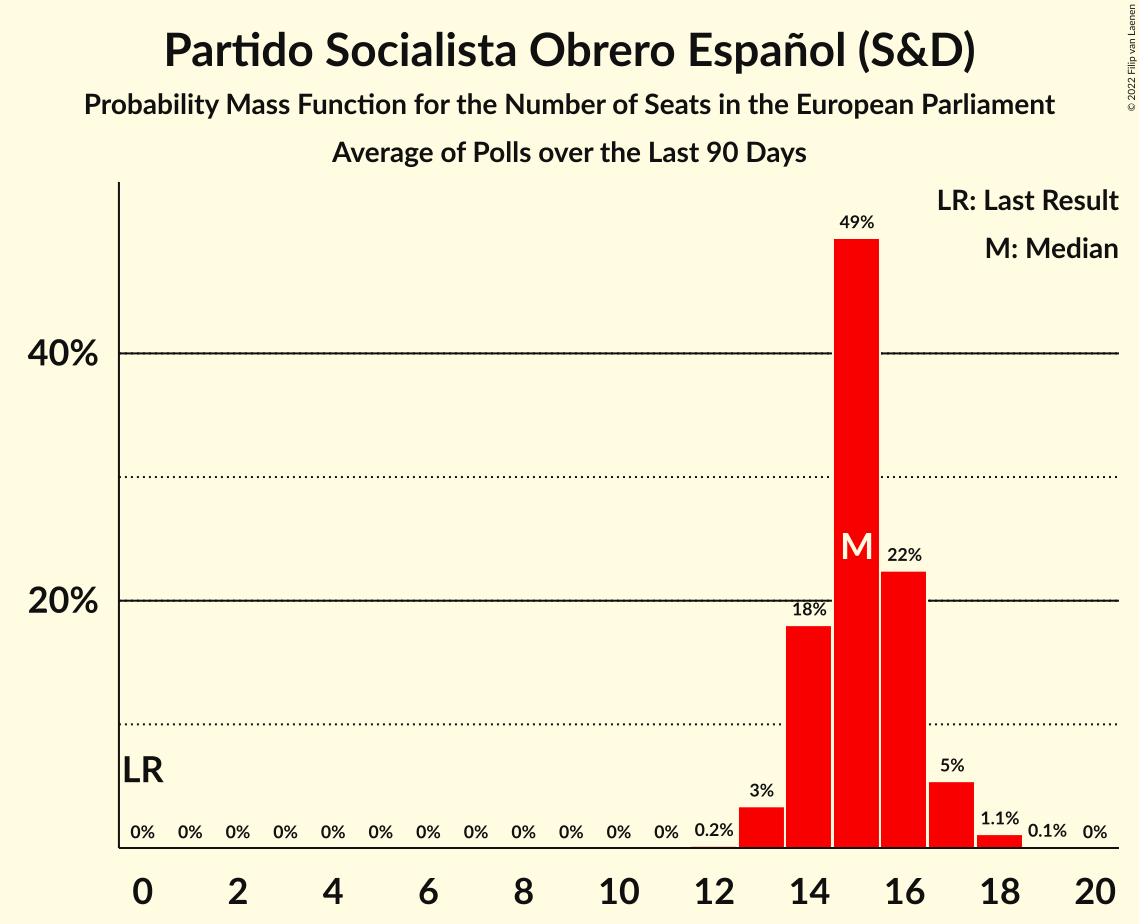 Partido Socialista Obrero Español (S&D)
Probability Mass Function for the Number of Seats in the European Parliament
Average of Polls over the Last 90 Days
© 2022 Filip van Laenen
LR: Last Result
M: Median
40%
20%
LR
M
0% 0% 0% 0% 0% 0% 0% 0% 0% 0% 0% 0% 0.2% 3% 18% 49% 22% 5% 1.1% 0.1% 0%
0 2 4 6 8 10 12 14 16 18 20